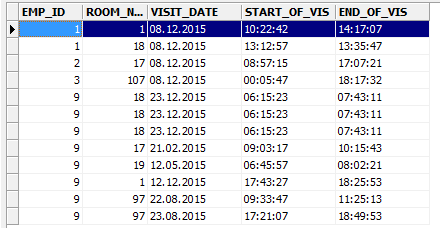 EMP_ID ROOM_N... VISIT_DATE START_OF_VIS END_OF_VIS
1 1 08.12.2015 10:22:42 14:17:07
1 18 08.12.2015 13:12:57 13:35:47
2 17 08.12.2015 08:57:15 17:07:21
3 107 08.12.2015 00:05:47 18:17:32
9 18 23.12.2015 06:15:23 07:43:11
9 18 23.12.2015 06:15:23 07:43:11
9 18 23.12.2015 06:15:23 07:43:11
9 17 21.02.2015 09:03:17 10:15:43
9 19 12.05.2015 06:45:57 08:02:21
9 1 12.12.2015 17:43:27 18:25:53
9 97 22.08.2015 09:33:47 11:25:13
9 97 23.08.2015 17:21:07 18:49:53